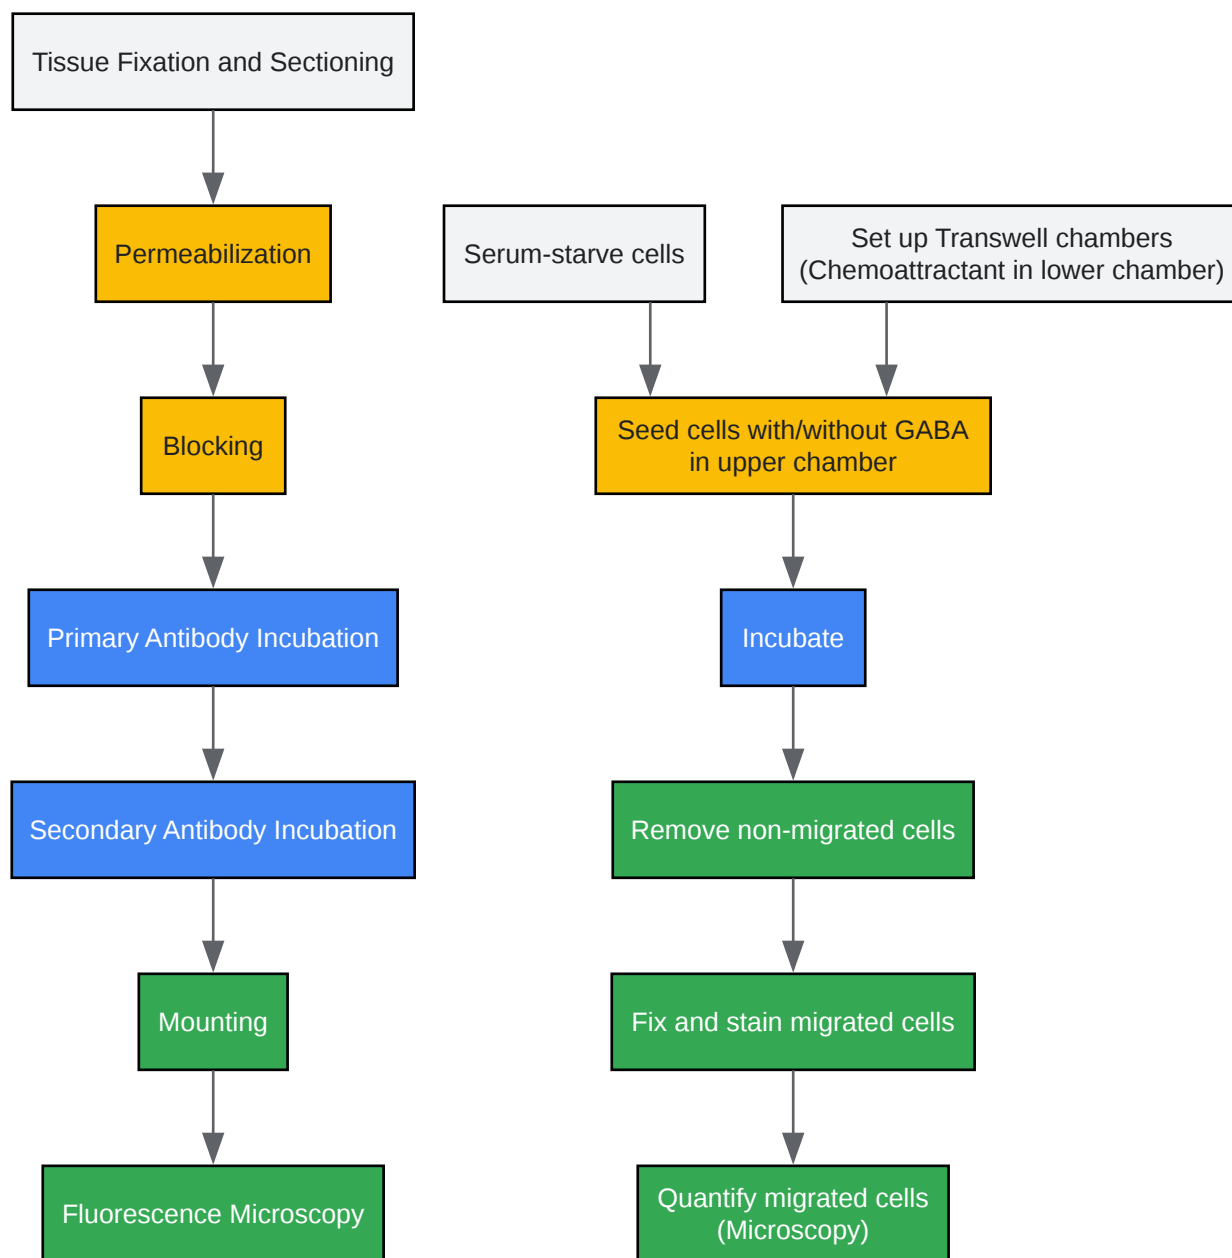 Tissue Fixation and Sectioning
Permeabilization
Blocking
Primary Antibody Incubation
Secondary Antibody Incubation
Mounting
Fluorescence Microscopy
Serum-starve cells
Set up Transwell chambers
(Chemoattractant in lower chamber)
Seed cells with/without GABA
in upper chamber
Incubate
Remove non-migrated cells
Fix and stain migrated cells
Quantify migrated cells
(Microscopy)